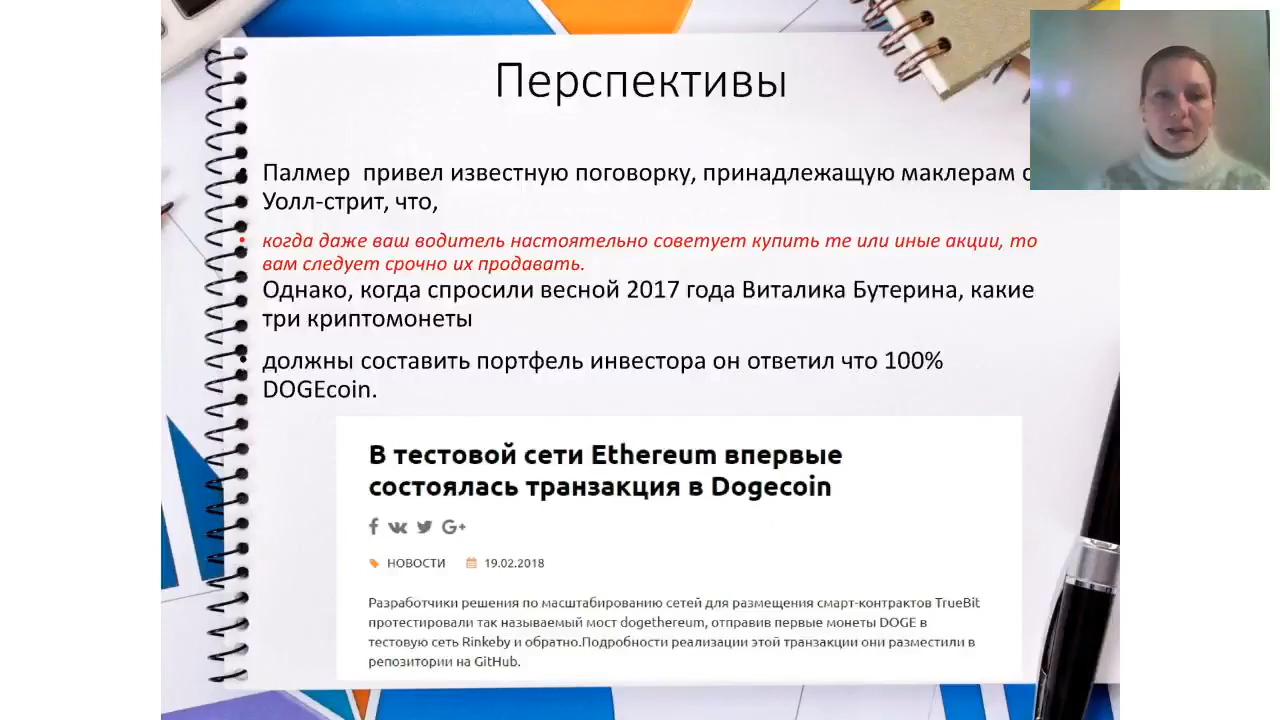 Перспективы
Палмер привел известную поговорку, принадлежащую маклерам с
Уолл-стрит, что,
когда даже ваш водитель настоятельно советует купить те или иные акции, то
вам следует срочно их продавать.
Однако, когда спросили весной 2017 года Виталика Бутерина, какие
три криптомонеты
должны составить портфель инвестора он ответил что 100%
DOGEcoin.
В тестовой сети Ethereum впервые
состоялась транзакция в Dogecoin
НОВОСТИ 19.02.2018
Разработчики решения по масштабированию сетей для размещения смарт-контрактов TrueBit
протестировали так называемый мост dogethereum, отправив первые монеты DOGE в
тестовую сеть Rinkeby и обратно.Подробности реализации этой транзакции они разместили в
репозитории на GitHub.